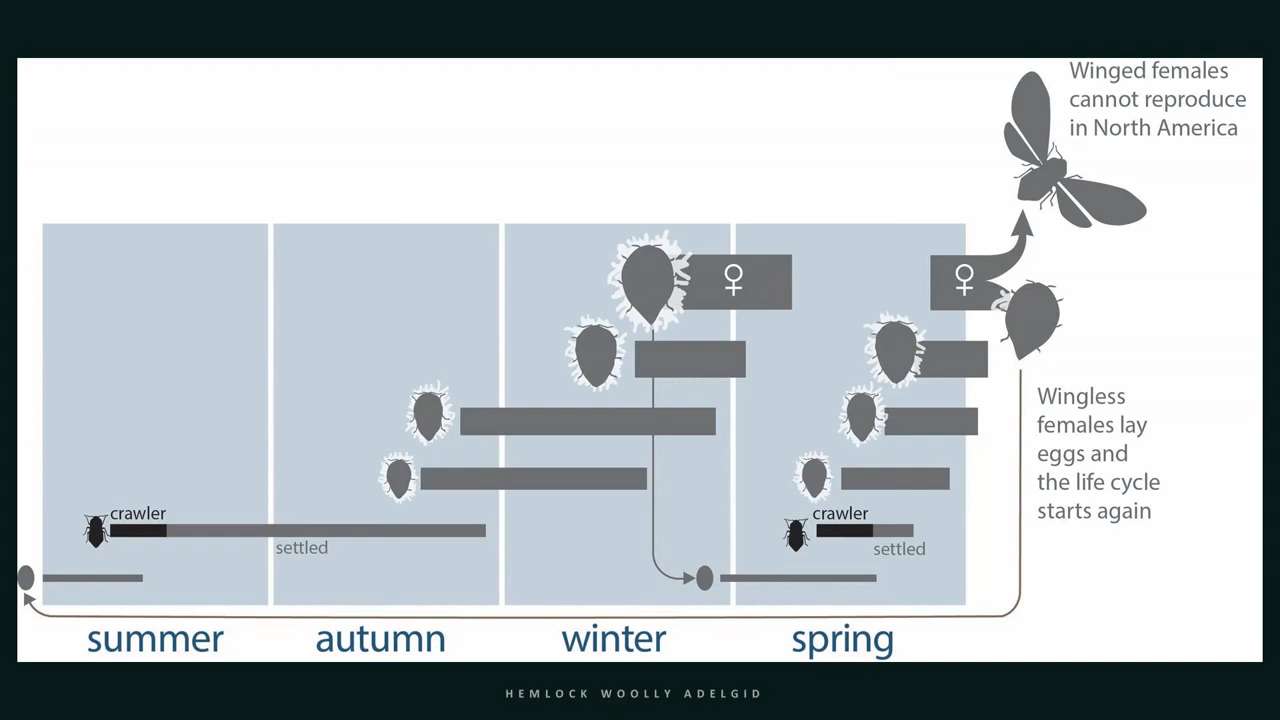 Winged females
cannot reproduce
in North America
♀
♀
Wingless
females lay
eggs and
the life cycle
starts again
crawler
settled
crawler
settled
summer
autumn
winter
spring
HEMLOCK WOOLLY ADELGID